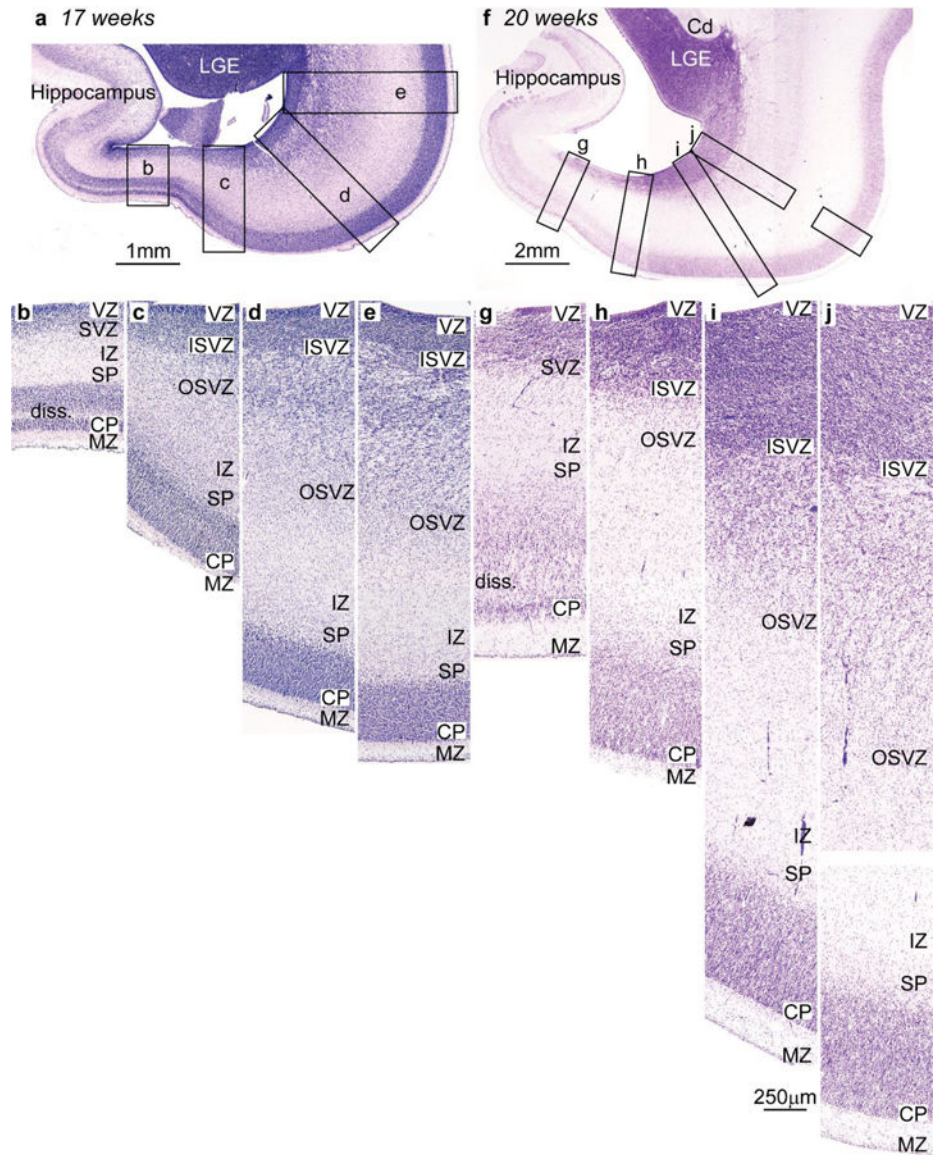 a 17 weeks
LGE
Hippocampus
b
c
d
e
1mm
f 20 weeks
Cd
LGE
Hippocampus
g
h
i
j
2mm
b
VZ
SVZ
IZ
SP
diss.
CP
MZ
c
VZ
ISVZ
OSVZ
IZ
SP
CP
MZ
d
VZ
ISVZ
OSVZ
IZ
SP
CP
MZ
e
VZ
ISVZ
OSVZ
IZ
SP
CP
MZ
g
VZ
SVZ
IZ
SP
diss.
CP
MZ
h
VZ
ISVZ
OSVZ
IZ
SP
CP
MZ
i
VZ
ISVZ
OSVZ
IZ
SP
CP
MZ
250μm
j
VZ
ISVZ
OSVZ
IZ
SP
CP
MZ